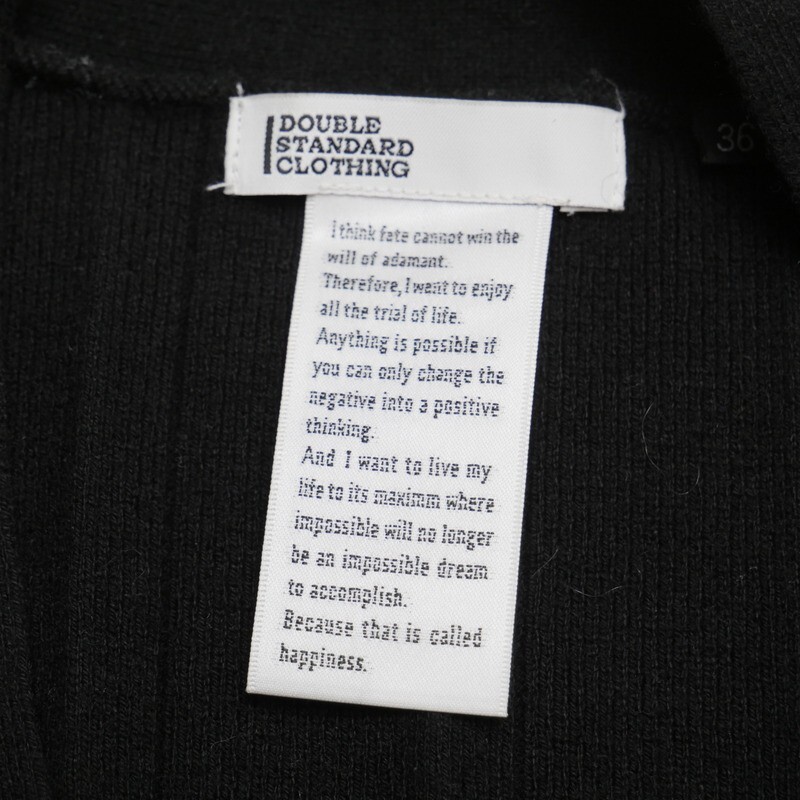 DOUBLE
STANDARD
CLOTHING
36
I think fate cannot win the
will of adamant.
Therefore, I want to enjoy
all the trial of life.
Anything is possible if
you can only change the
negative into a positive
thinking.
And I want to live my
life to its maximm where
impossible will no longer
be an impossible dream
to accomplish.
Because that is called
happiness.